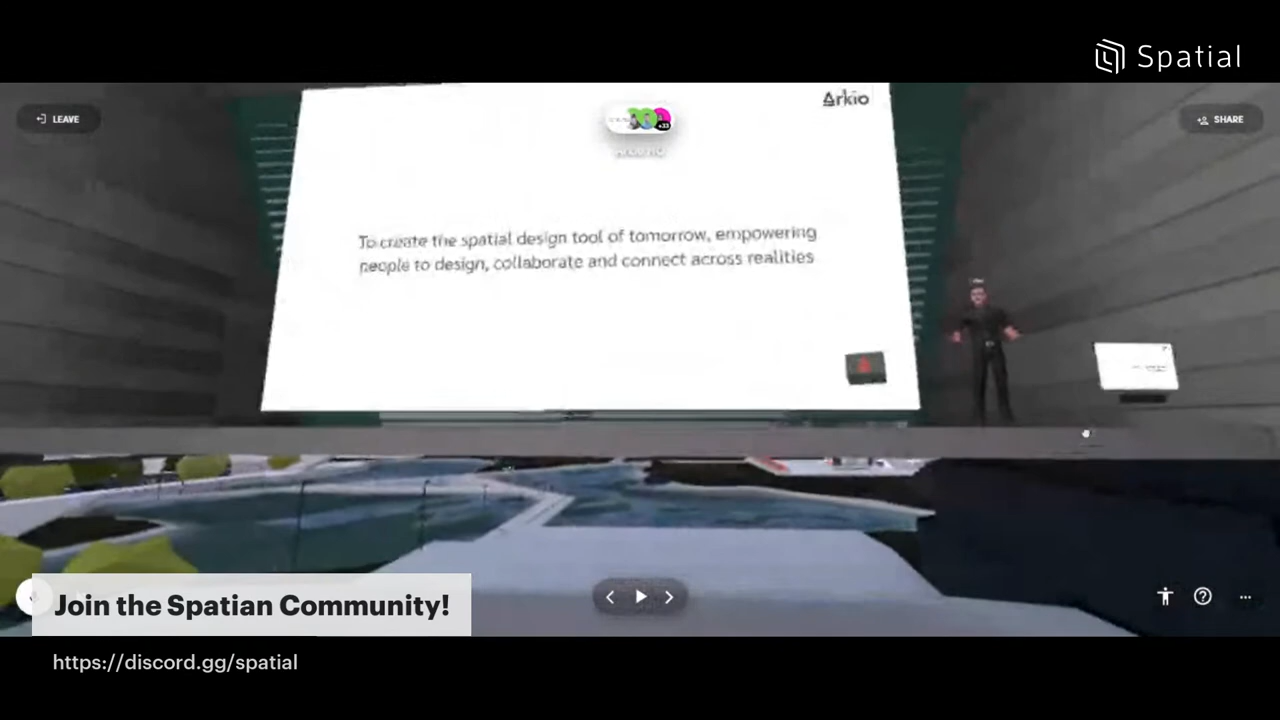 Spatial
LEAVE
Arkio
+33
SHARE
To create the spatial design tool of tomorrow, empowering
people to design, collaborate and connect across realities
Join the Spatian Community!
https://discord.gg/spatial